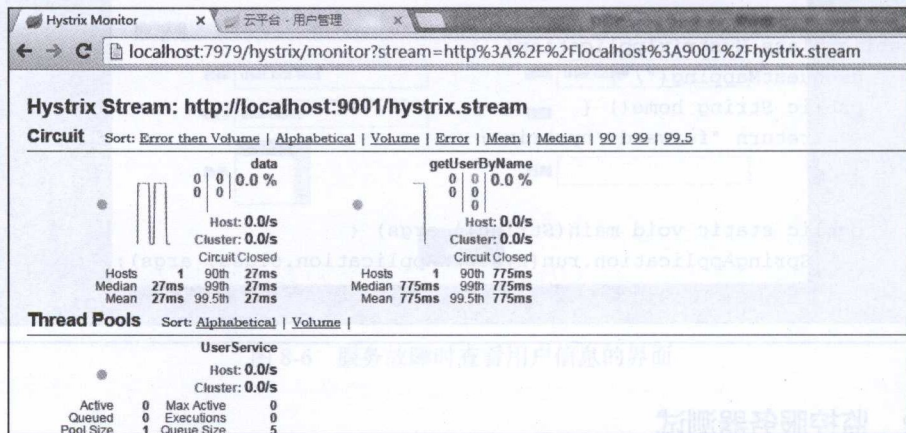 Hystrix Monitor × 云平台 - 用户管理 ×
localhost:7979/hystrix/monitor?stream=http%3A%2F%2Flocalhost%3A9001%2Fhystrix.stream
Hystrix Stream: http://localhost:9001/hystrix.stream
Circuit Sort: Error then Volume | Alphabetical | Volume | Error | Mean | Median | 90 | 99 | 99.5
data
0 | 0 | 0.0 %
0 | 0
Host: 0.0/s
Cluster: 0.0/s
Circuit Closed
Hosts 1 90th 27ms
Median 27ms 99th 27ms
Mean 27ms 99.5th 27ms
getUserByName
0 | 0 | 0.0 %
0 | 0
0
Host: 0.0/s
Cluster: 0.0/s
Circuit Closed
Hosts 1 90th 775ms
Median 775ms 99th 775ms
Mean 775ms 99.5th 775ms
Thread Pools Sort: Alphabetical | Volume |
UserService
Host: 0.0/s
Cluster: 0.0/s
Active 0 Max Active 0
Queued 0 Executions 0
Pool Size 1 Queue Size 5